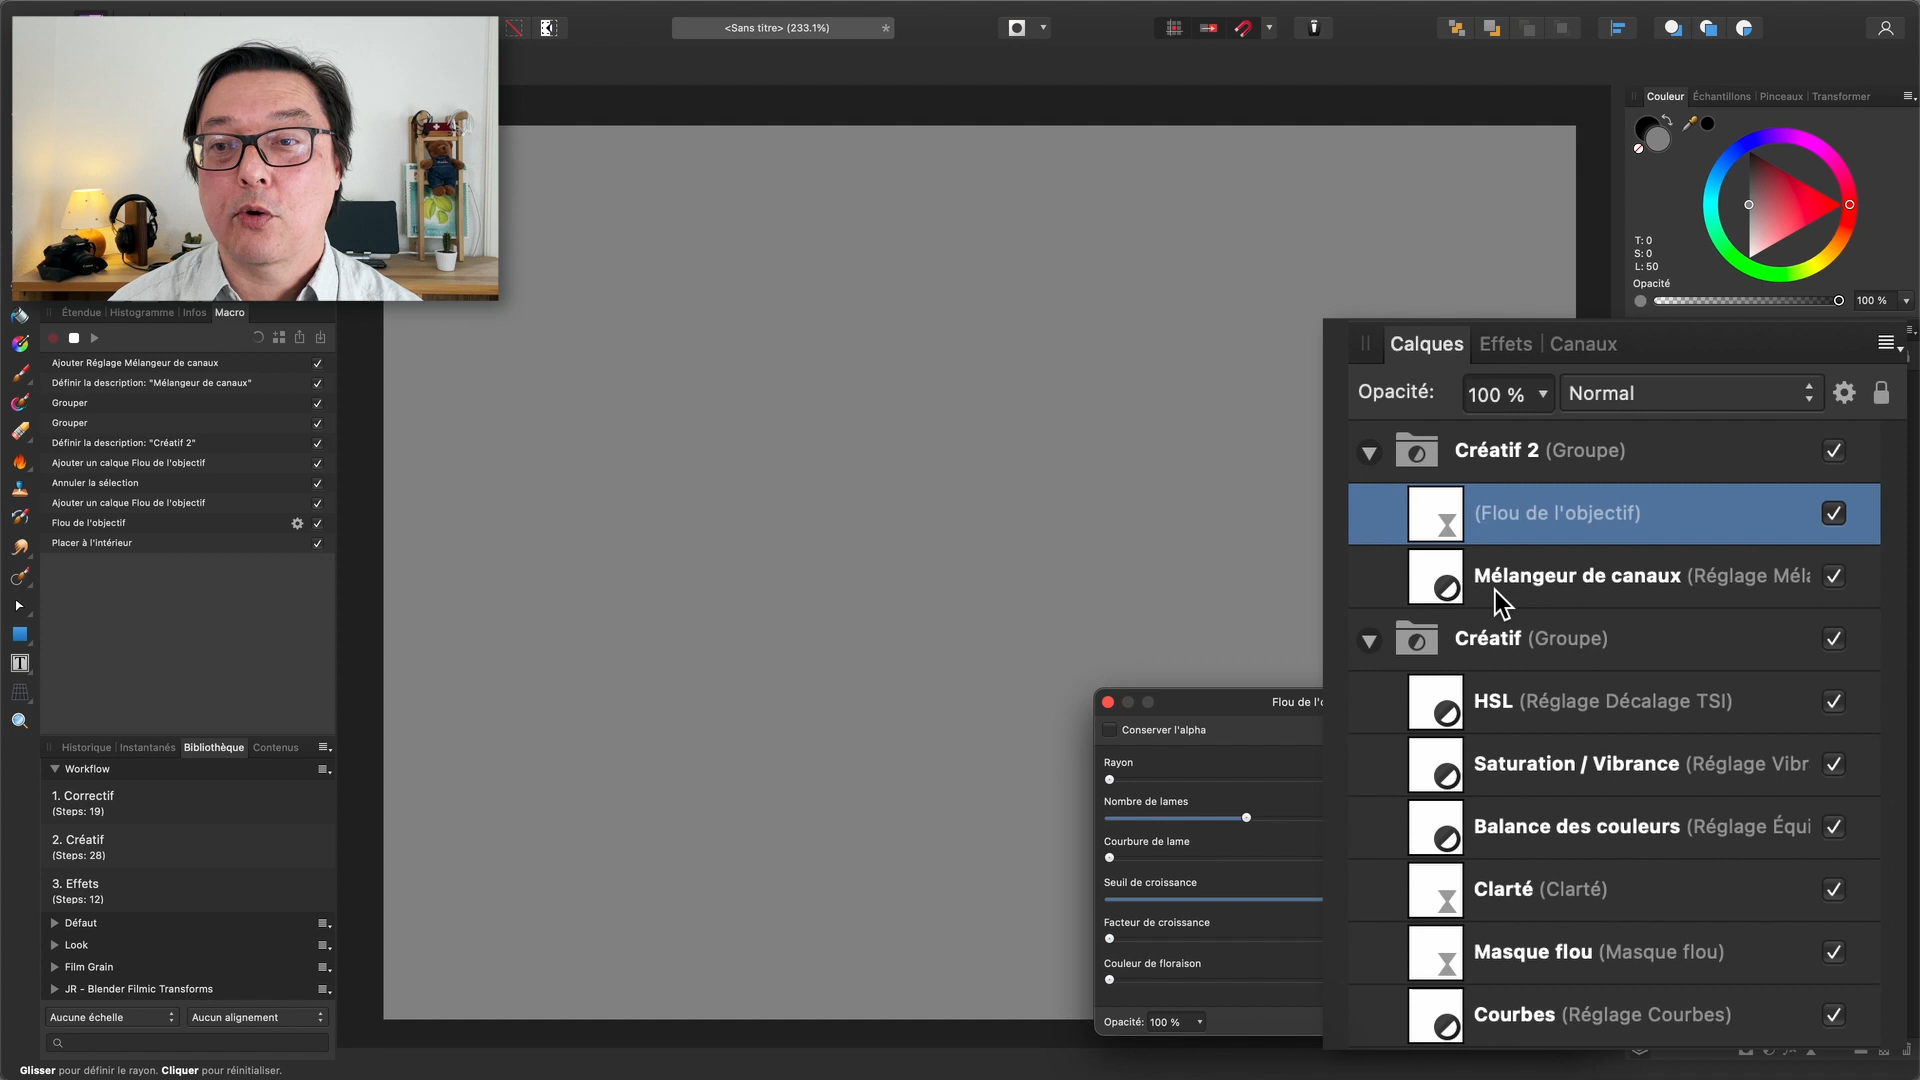 <Sans titre> (233.1%)
*
Couleur
Échantillons
Pinceaux
Transformer
T: 0
S: 0
L: 50
Opacité
100 %
Étendue
Histogramme
Infos
Macro
Ajouter Réglage Mélangeur de canaux
Définir la description: "Mélangeur de canaux"
Grouper
Grouper
Définir la description: "Créatif 2"
Ajouter un calque Flou de l'objectif
Annuler la sélection
Ajouter un calque Flou de l'objectif
Flou de l'objectif
Placer à l'intérieur
Historique
Instantanés
Bibliothèque
Contenus
Workflow
1. Correctif
(Steps: 19)
2. Créatif
(Steps: 28)
3. Effets
(Steps: 12)
Défaut
Look
Film Grain
JR - Blender Filmic Transforms
Aucune échelle
Aucun alignement
Glisser pour définir le rayon. Cliquer pour réinitialiser.
Flou de l'
Conserver l'alpha
Rayon
Nombre de lames
Courbure de lame
Seuil de croissance
Facteur de croissance
Couleur de floraison
Opacité: 100 %
Calques
Effets
Canaux
Opacité: 100 % Normal
Créatif 2 (Groupe)
(Flou de l'objectif)
Mélangeur de canaux (Réglage Méla
Créatif (Groupe)
HSL (Réglage Décalage TSI)
Saturation / Vibrance (Réglage Vibr
Balance des couleurs (Réglage Équi
Clarté (Clarté)
Masque flou (Masque flou)
Courbes (Réglage Courbes)